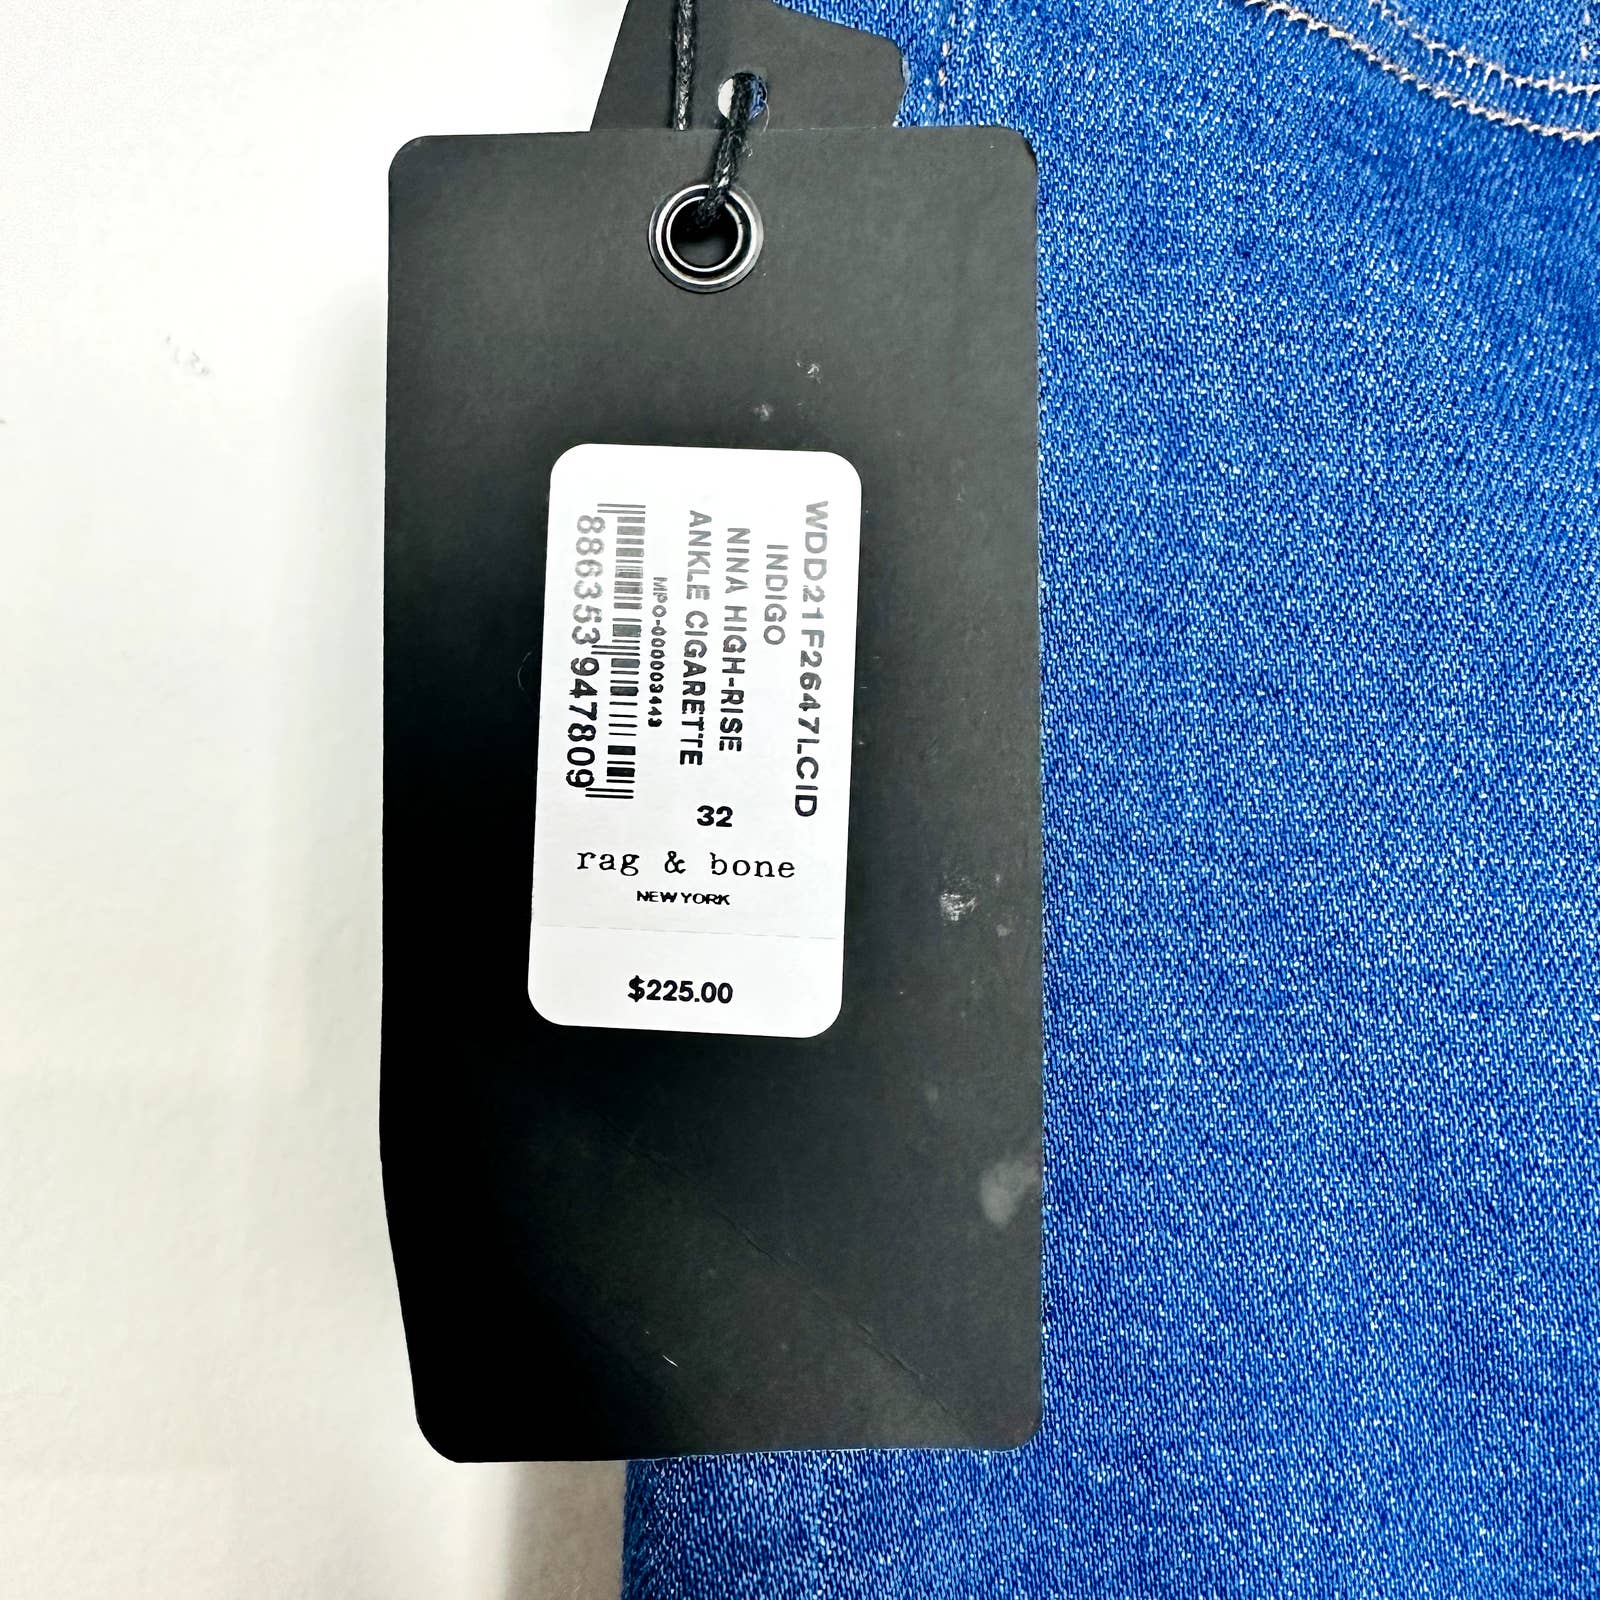 WDD21F2647LCID
INDIGO
NINA HIGH-RISE
ANKLE CIGARETTE
MPO-000003443
886353947809
32
rag & bone
NEW YORK
$225.00